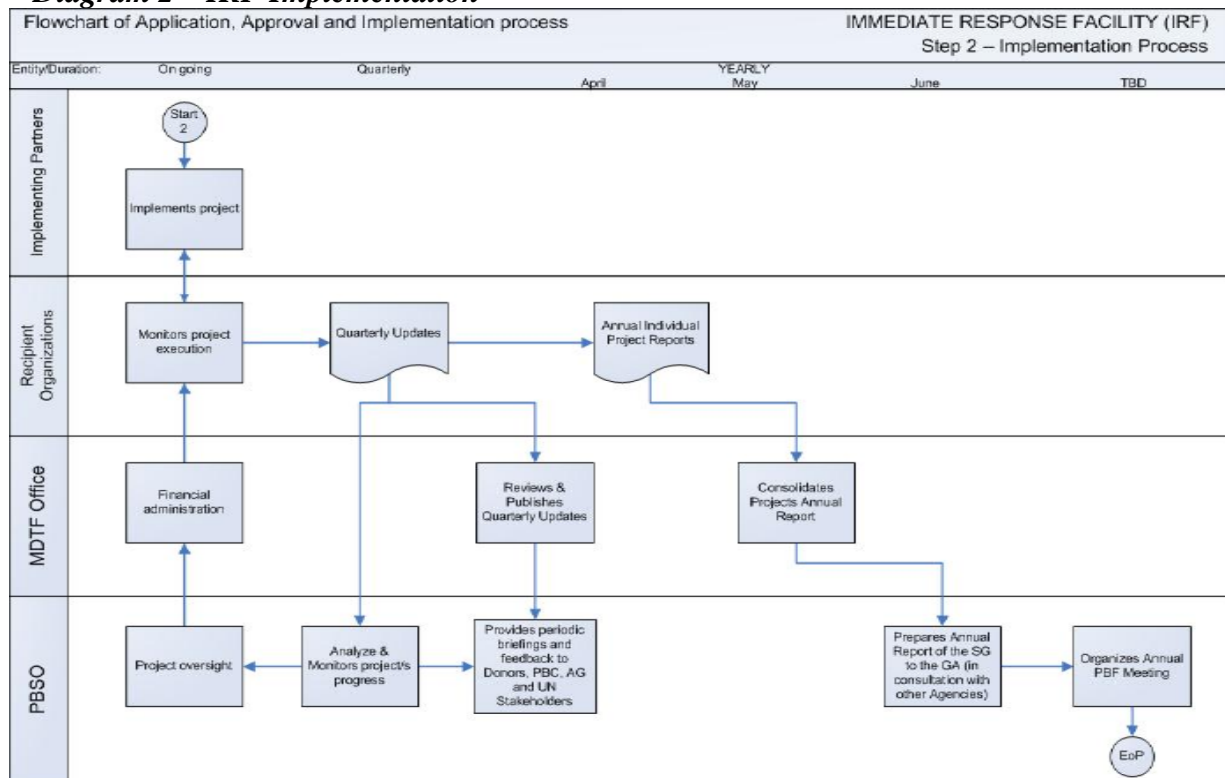 Diagram 2 – IRF Implementation
Flowchart of Application, Approval and Implementation process
IMMEDIATE RESPONSE FACILITY (IRF)
Step 2 – Implementation Process
Entity/Duration:
On going
Quarterly
YEARLY
April
May
June
TBD
Implementing Partners
Start
2
Implements project
Recipient
Organizations
Monitors project
execution
Quarterly Updates
Annual Individual
Project Reports
MDTF Office
Financial
administration
Reviews &
Publishes
Quarterly Updates
Consolidates
Projects Annual
Report
PBSO
Project oversight
Analyze &
Monitors project/s
progress
Provides periodic
briefings and
feedback to
Donors, PBC, AG
and UN
Stakeholders
Prepares Annual
Report of the SG
to the GA (in
consultation with
other Agencies)
Organizes Annual
PBF Meeting
EoP